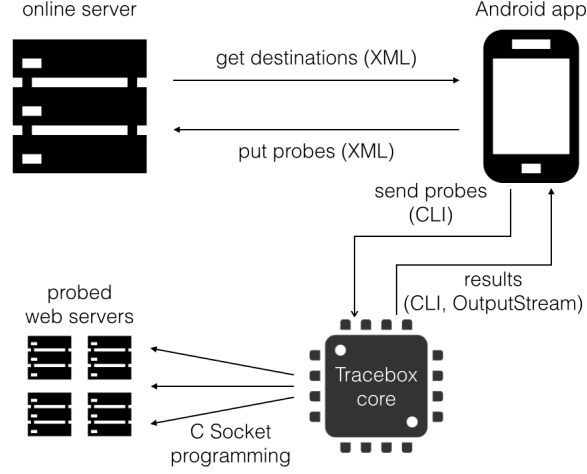 online server
Android app
get destinations (XML)
put probes (XML)
send probes
(CLI)
results
(CLI, OutputStream)
probed
web servers
Tracebox
core
C Socket
programming